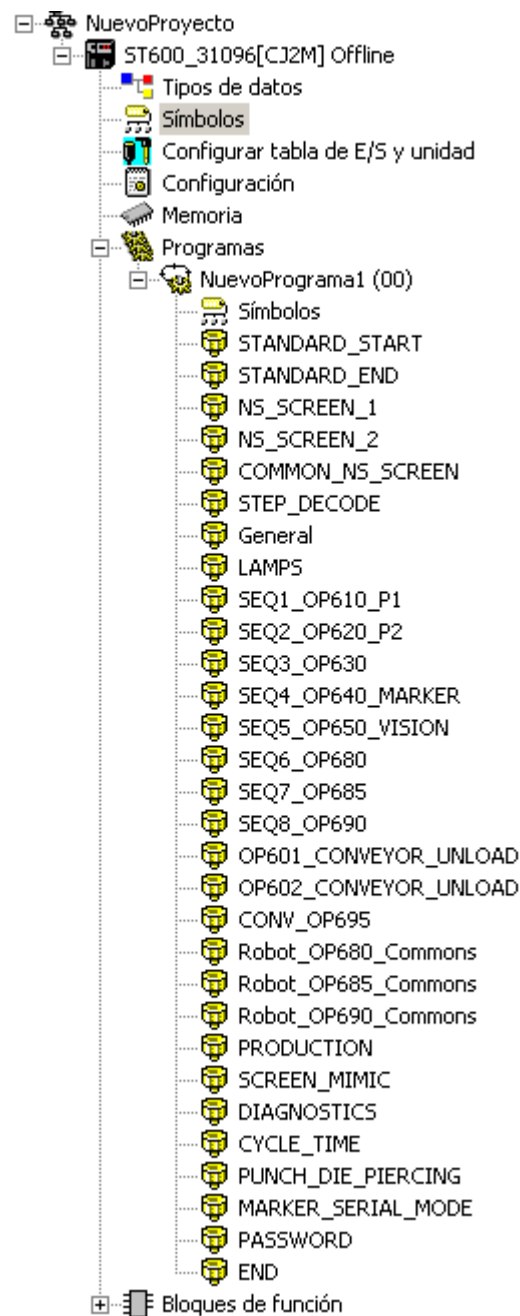 NuevoProyecto
ST600_31096[CJ2M] Offline
Tipos de datos
Símbolos
Configurar tabla de E/S y unidad
Configuración
Memoria
Programas
NuevoPrograma1 (00)
Símbolos
STANDARD_START
STANDARD_END
NS_SCREEN_1
NS_SCREEN_2
COMMON_NS_SCREEN
STEP_DECODE
General
LAMPS
SEQ1_OP610_P1
SEQ2_OP620_P2
SEQ3_OP630
SEQ4_OP640_MARKER
SEQ5_OP650_VISION
SEQ6_OP680
SEQ7_OP685
SEQ8_OP690
OP601_CONVEYOR_UNLOAD
OP602_CONVEYOR_UNLOAD
CONV_OP695
Robot_OP680_Commons
Robot_OP685_Commons
Robot_OP690_Commons
PRODUCTION
SCREEN_MIMIC
DIAGNOSTICS
CYCLE_TIME
PUNCH_DIE_PIERCING
MARKER_SERIAL_MODE
PASSWORD
END
Bloques de función